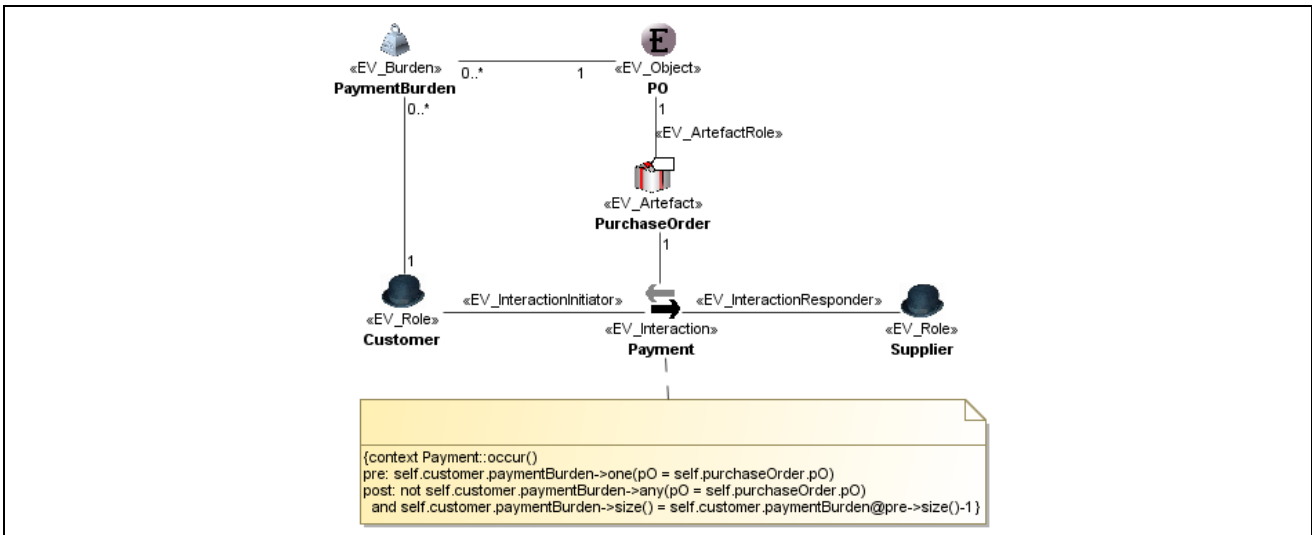 E
«EV_Burden»
PaymentBurden
0..*
1
«EV_Object»
PO
0..*
1
«EV_ArtefactRole»
«EV_Artefact»
PurchaseOrder
1
1
«EV_Role»
Customer
«EV_InteractionInitiator»
«EV_Interaction»
Payment
«EV_InteractionResponder»
«EV_Role»
Supplier
{context Payment::occur()
pre: self.customer.paymentBurden->one(pO = self.purchaseOrder.pO)
post: not self.customer.paymentBurden->any(pO = self.purchaseOrder.pO)
and self.customer.paymentBurden->size() = self.customer.paymentBurden@pre->size()-1}